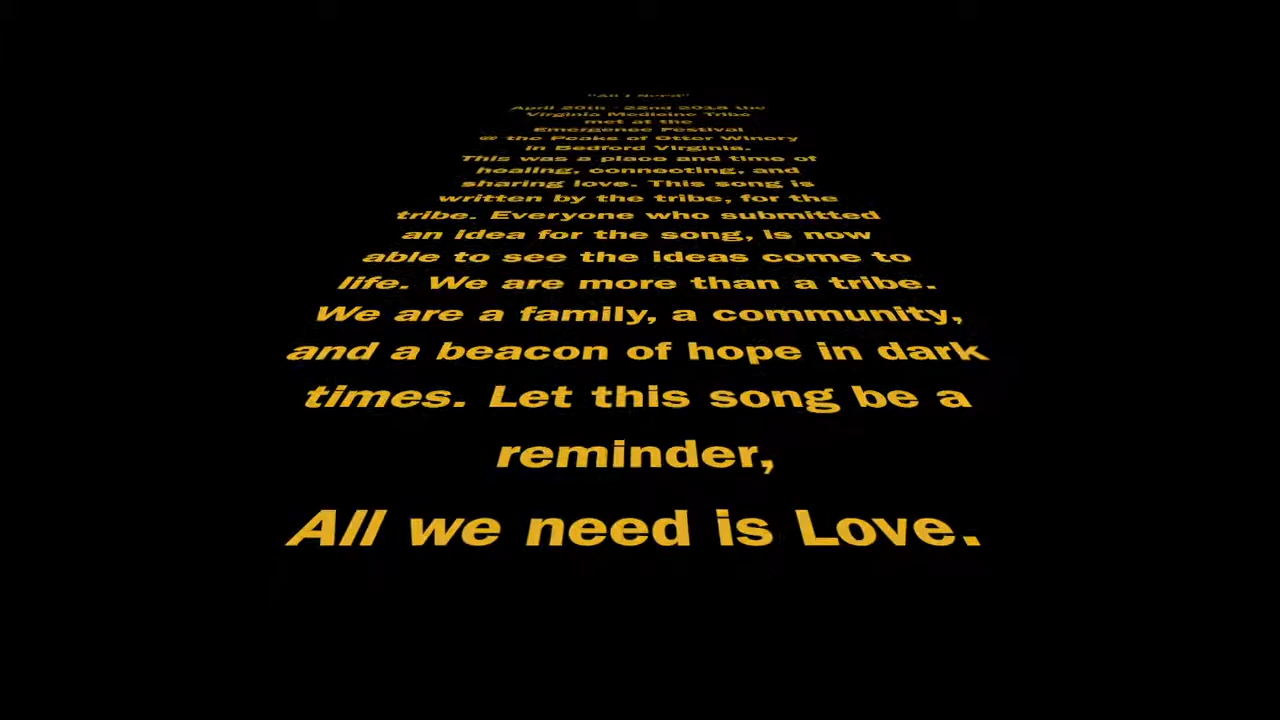 "All I Need"
April 20th - 22nd 2018 the
Virginia Medicine Tribe
met at the
Emergence Festival
@ the Peaks of Otter Winery
in Bedford Virginia.
This was a place and time of
healing, connecting, and
sharing love. This song is
written by the tribe, for the
tribe. Everyone who submitted
an idea for the song, is now
able to see the ideas come to
life. We are more than a tribe.
We are a family, a community,
and a beacon of hope in dark
times. Let this song be a
reminder,
All we need is Love.